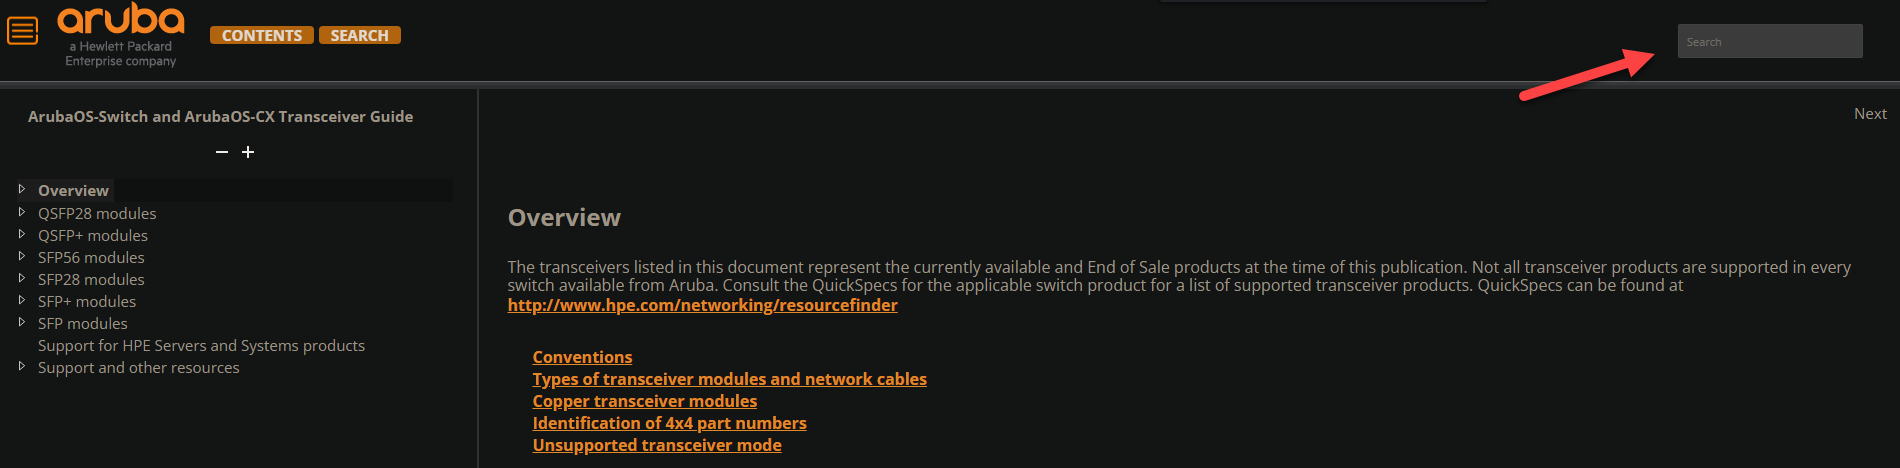 aruba
a Hewlett Packard
Enterprise company
CONTENTS
SEARCH
Search
ArubaOS-Switch and ArubaOS-CX Transceiver Guide
Overview
QSFP28 modules
QSFP+ modules
SFP56 modules
SFP28 modules
SFP+ modules
SFP modules
Support for HPE Servers and Systems products
Support and other resources
Next
Overview
The transceivers listed in this document represent the currently available and End of Sale products at the time of this publication. Not all transceiver products are supported in every
switch available from Aruba. Consult the QuickSpecs for the applicable switch product for a list of supported transceiver products. QuickSpecs can be found at
http://www.hpe.com/networking/resourcefinder
Conventions
Types of transceiver modules and network cables
Copper transceiver modules
Identification of 4x4 part numbers
Unsupported transceiver mode